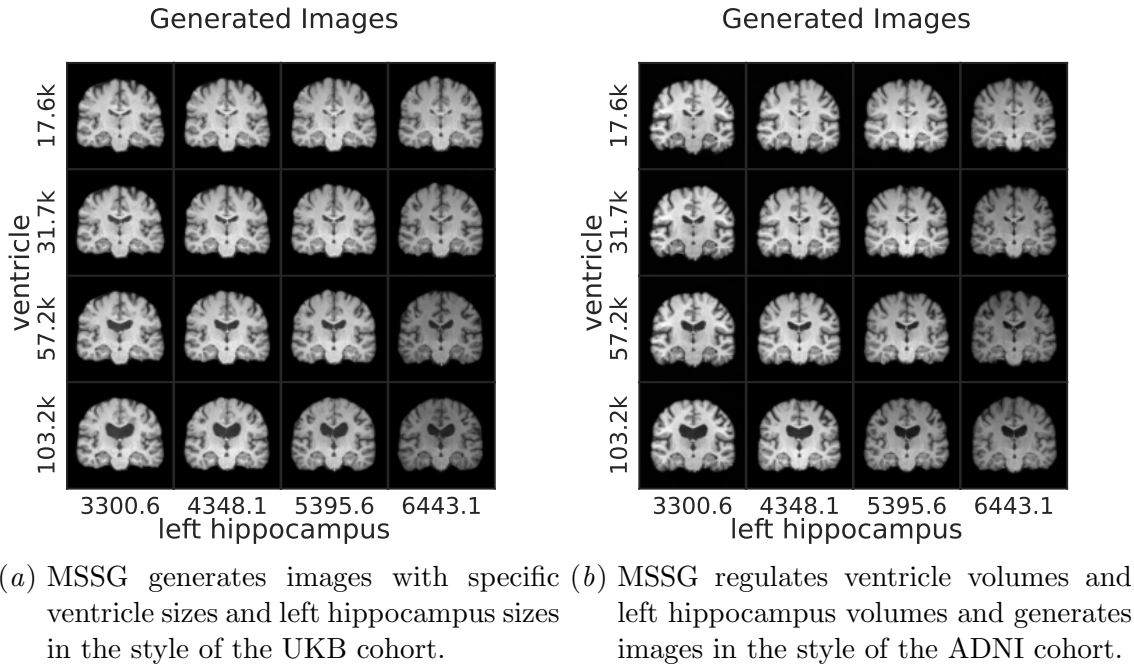 Generated Images
ventricle
17.6k
31.7k
57.2k
103.2k
3300.6 4348.1 5395.6 6443.1
left hippocampus
(a) MSSG generates images with specific
ventricle sizes and left hippocampus sizes
in the style of the UKB cohort.
Generated Images
ventricle
17.6k
31.7k
57.2k
103.2k
3300.6 4348.1 5395.6 6443.1
left hippocampus
(b) MSSG regulates ventricle volumes and
left hippocampus volumes and generates
images in the style of the ADNI cohort.